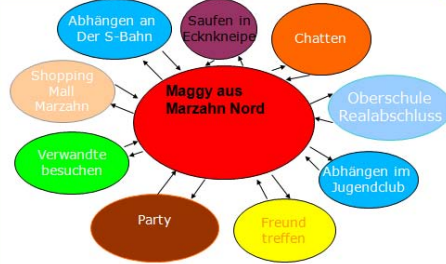 Abhängen an
Der S-Bahn
Saufen in
Ecknkneipe
Chatten
Shopping
Mall
Marzahn
Maggy aus
Marzahn Nord
Oberschule
Realabschluss
Verwandte
besuchen
Abhängen im
Jugendclub
Party
Freund
treffen